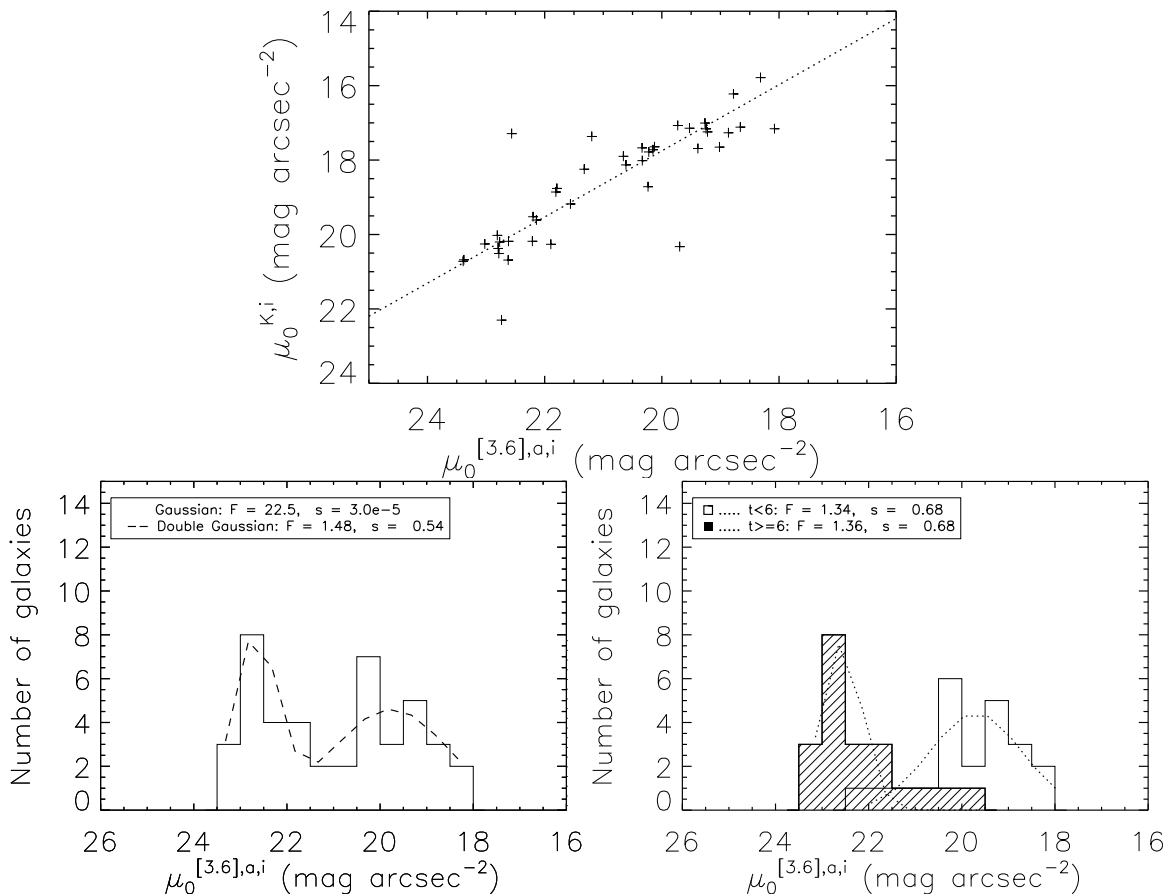 14
16
18
20
22
24
μ₀^{K,i} (mag arcsec⁻²)
24 22 20 18 16
μ₀^{[3.6],a,i} (mag arcsec⁻²)
14
12
10
8
6
4
2
0
Number of galaxies
Gaussian: F = 22.5, s = 3.0e-5
Double Gaussian: F = 1.48, s = 0.54
26 24 22 20 18 16
μ₀^{[3.6],a,i} (mag arcsec⁻²)
14
12
10
8
6
4
2
0
Number of galaxies
t<6: F = 1.34, s = 0.68
t>=6: F = 1.36, s = 0.68
26 24 22 20 18 16
μ₀^{[3.6],a,i} (mag arcsec⁻²)